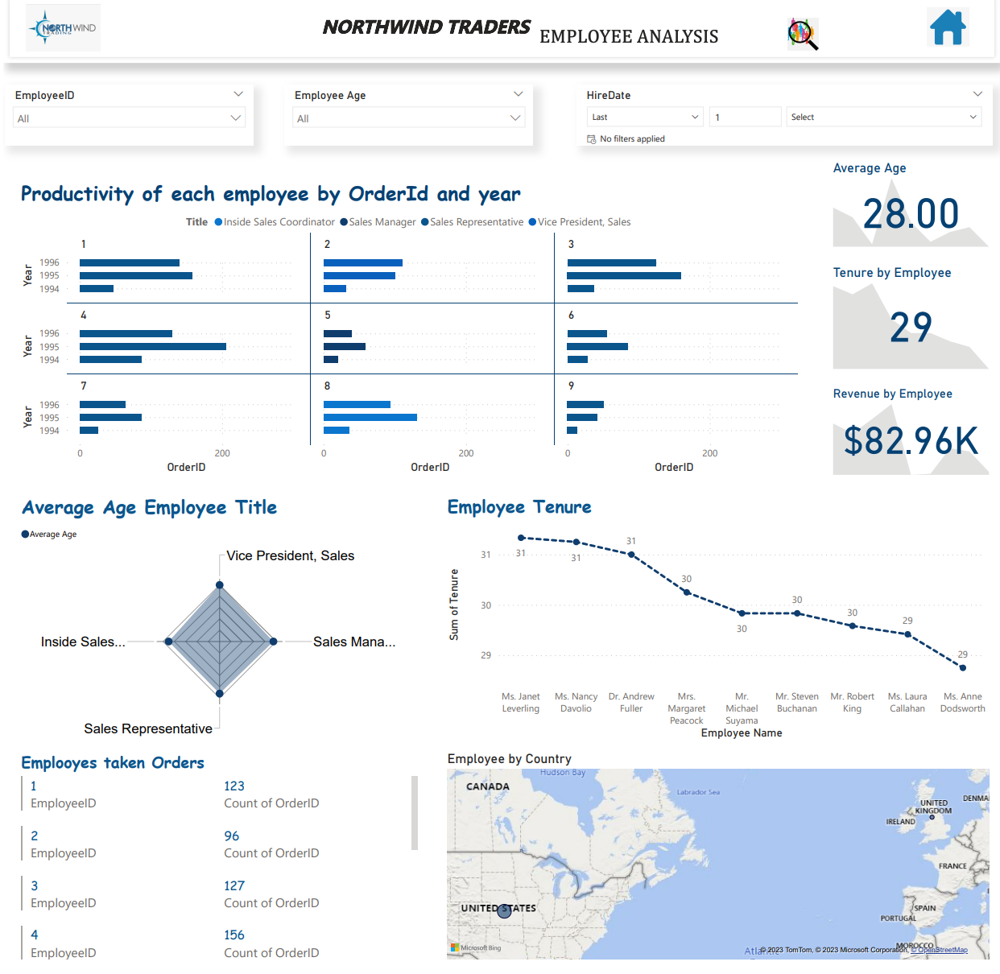 NORTHWIND
TRADING
NORTHWIND TRADERS EMPLOYEE ANALYSIS
EmployeeID
All
Employee Age
All
HireDate
Last
1
Select
No filters applied
Productivity of each employee by OrderId and year
Title Inside Sales Coordinator Sales Manager Sales Representative Vice President, Sales
1 2 3
Year
1996
1995
1994
4 5 6
Year
1996
1995
1994
7 8 9
Year
1996
1995
1994
0 200 0 200 0 200
OrderID OrderID OrderID
Average Age
28.00
Tenure by Employee
29
Revenue by Employee
$82.96K
Average Age Employee Title
Average Age
Vice President, Sales
Inside Sales...
Sales Mana...
Sales Representative
Employee Tenure
Sum of Tenure
31
30
29
31 31 31 30 30 30 30 29 29
Ms. Janet Leverling
Ms. Nancy Davolio
Dr. Andrew Fuller
Mrs. Margaret Peacock
Mr. Michael Suyama
Mr. Steven Buchanan
Mr. Robert King
Ms. Laura Callahan
Ms. Anne Dodsworth
Employee Name
Emplooyes taken Orders
1 123
EmployeeID Count of OrderID
2 96
EmployeeID Count of OrderID
3 127
EmployeeID Count of OrderID
4 156
EmployeeID Count of OrderID
Employee by Country
Hudson Bay
CANADA
Labrador Sea
UNITED KINGDOM
DENMA
IRELAND
FRANCE
UNITED STATES
SPAIN
PORTUGAL
MOROCCO
Microsoft Bing
Atlantic
© 2023 TomTom, © 2023 Microsoft Corporation, © OpenStreetMap